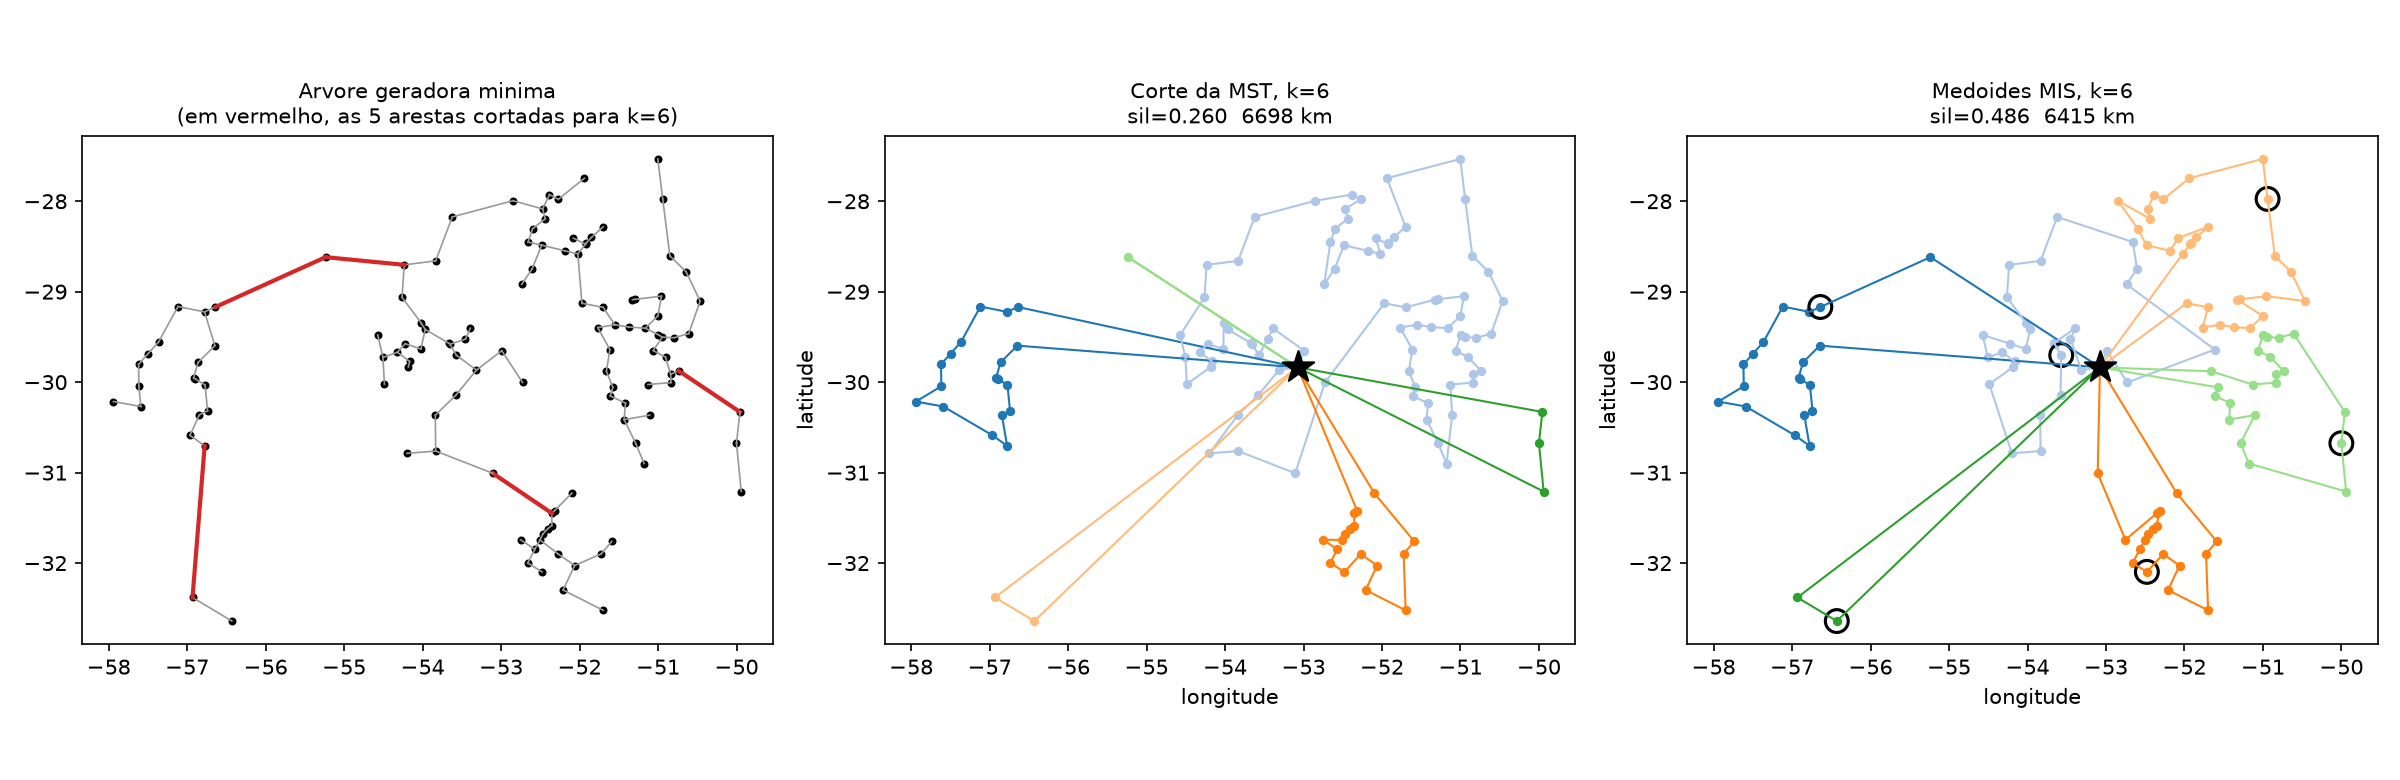 Arvore geradora minima
(em vermelho, as 5 arestas cortadas para k=6)
−28
−29
−30
−31
−32
−58 −57 −56 −55 −54 −53 −52 −51 −50
Corte da MST, k=6
sil=0.260 6698 km
latitude
−28
−29
−30
−31
−32
−58 −57 −56 −55 −54 −53 −52 −51 −50
longitude
Medoides MIS, k=6
sil=0.486 6415 km
latitude
−28
−29
−30
−31
−32
−58 −57 −56 −55 −54 −53 −52 −51 −50
longitude